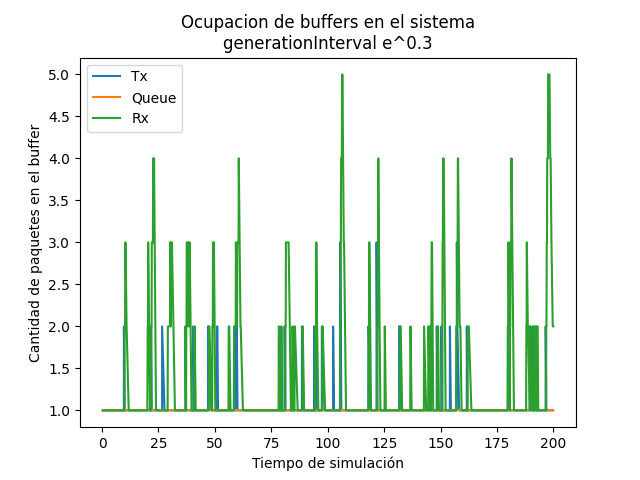 Ocupacion de buffers en el sistema
generationInterval e^0.3
Tx
Queue
Rx
Cantidad de paquetes en el buffer
5.0
4.5
4.0
3.5
3.0
2.5
2.0
1.5
1.0
0 25 50 75 100 125 150 175 200
Tiempo de simulación